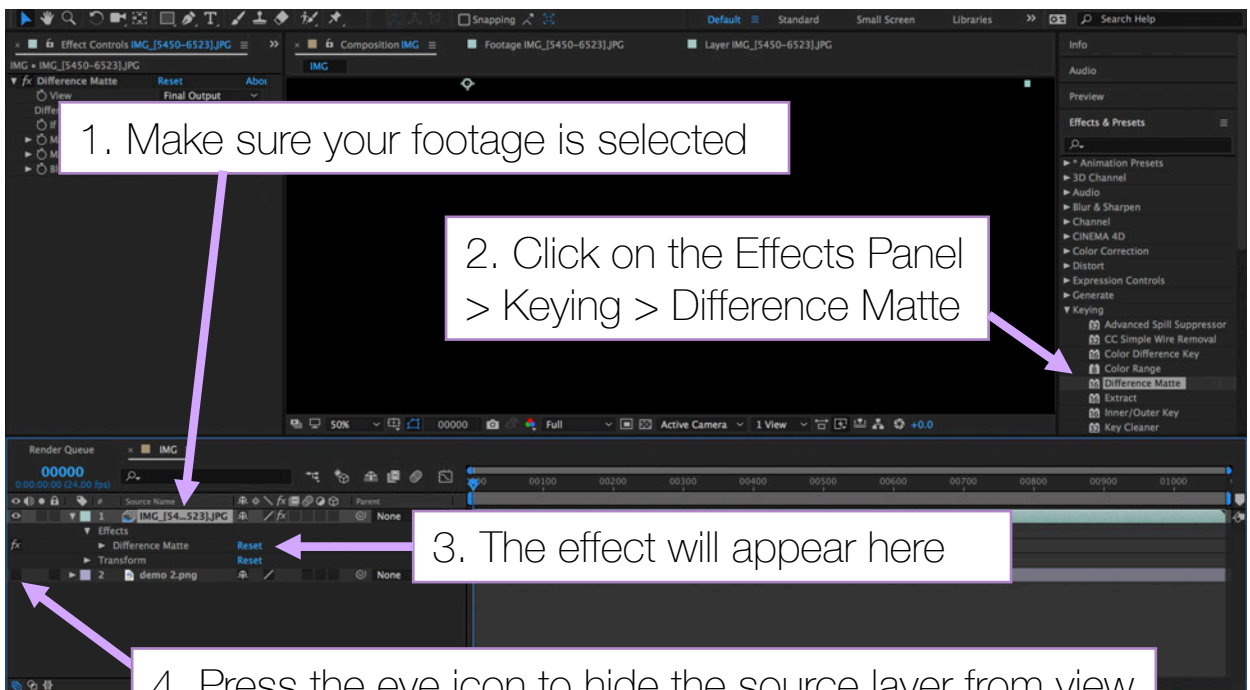 Snapping
Default
Standard
Small Screen
Libraries
Search Help
Effect Controls IMG_[5450-6523].JPG
Composition IMG
Footage IMG_[5450-6523].JPG
Layer IMG_[5450-6523].JPG
Info
IMG • IMG_[5450-6523].JPG
IMG
Audio
Difference Matte Reset Abou
View Final Output
Preview
Differ
If
M
M
Bl
1. Make sure your footage is selected
Effects & Presets
* Animation Presets
3D Channel
Audio
Blur & Sharpen
Channel
CINEMA 4D
Color Correction
Distort
Expression Controls
Generate
Keying
Advanced Spill Suppressor
CC Simple Wire Removal
Color Difference Key
Color Range
Difference Matte
Extract
Inner/Outer Key
Key Cleaner
2. Click on the Effects Panel
> Keying > Difference Matte
50% 00000 Full Active Camera 1 View +0.0
Render Queue IMG
00000
0:00:00:00 (24.00 fps)
00100 00200 00300 00400 00500 00600 00700 00800 00900 01000
# Source Name Parent
1 IMG_[54...523].JPG None
Effects
fx Difference Matte Reset
Transform Reset
2 demo 2.png None
3. The effect will appear here
4. Press the eye icon to hide the source layer from view